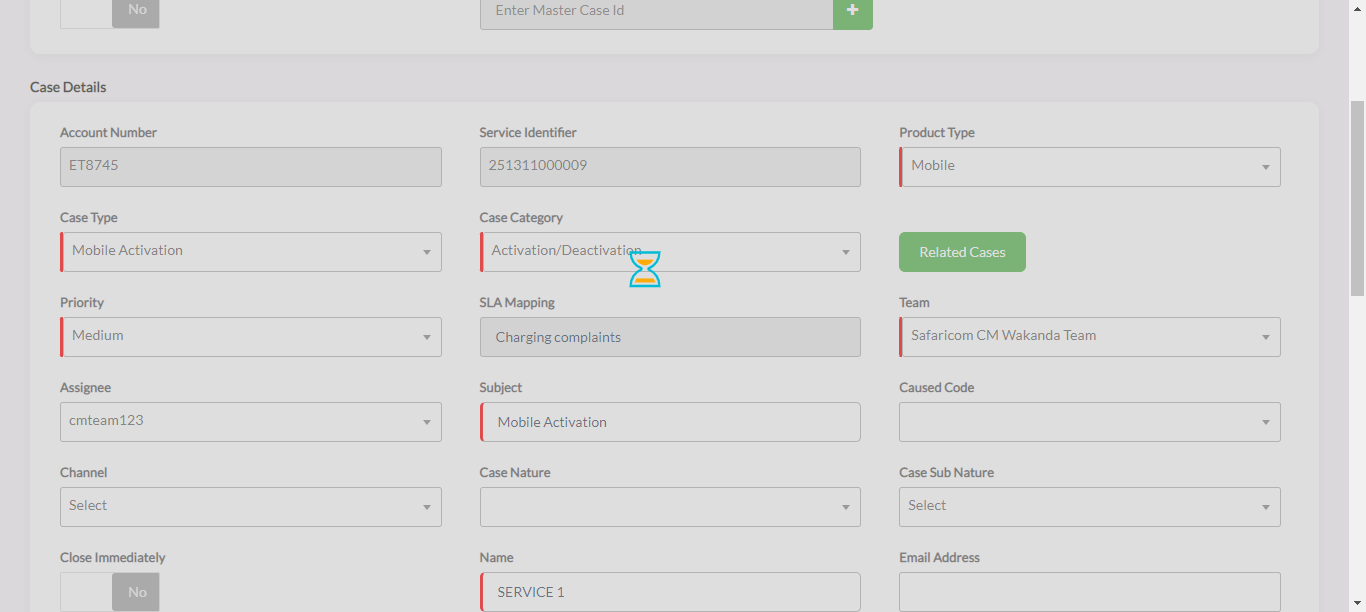 No
Enter Master Case Id
+
Case Details
Account Number Service Identifier Product Type
ET8745 251311000009 Mobile
Case Type Case Category
Mobile Activation Activation/Deactivation Related Cases
Priority SLA Mapping Team
Medium Charging complaints Safaricom CM Wakanda Team
Assignee Subject Caused Code
cmteam123 Mobile Activation
Channel Case Nature Case Sub Nature
Select Select
Close Immediately Name Email Address
No SERVICE 1